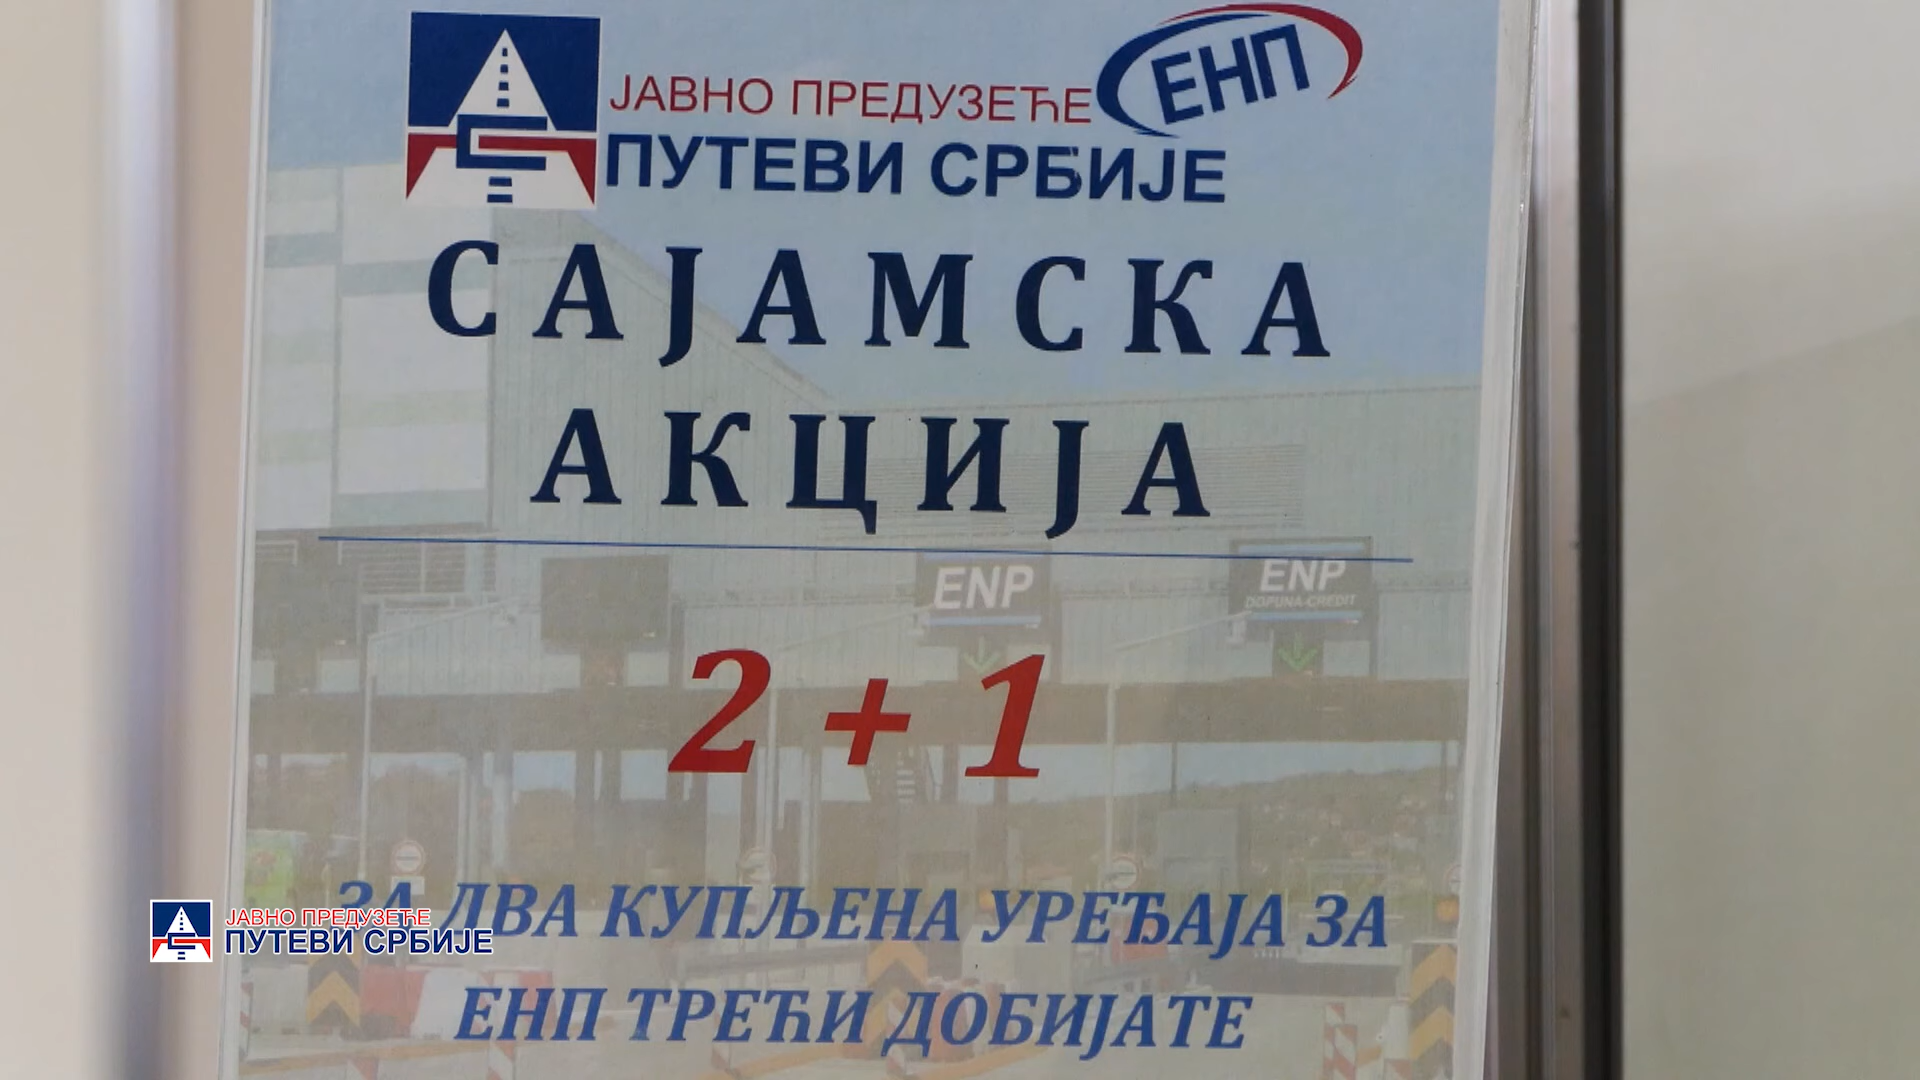 ЈАВНО ПРЕДУЗЕЋЕ
ЕНП
ПУТЕВИ СРБИЈЕ
САЈАМСКА
АКЦИЈА
ENP
ENP
DOPUNA-CREDIT
2 + 1
ЗА ДВА КУПЉЕНА УРЕЂАЈА ЗА
ЕНП ТРЕЋИ ДОБИЈАТЕ
ЈАВНО ПРЕДУЗЕЋЕ
ПУТЕВИ СРБИЈЕ